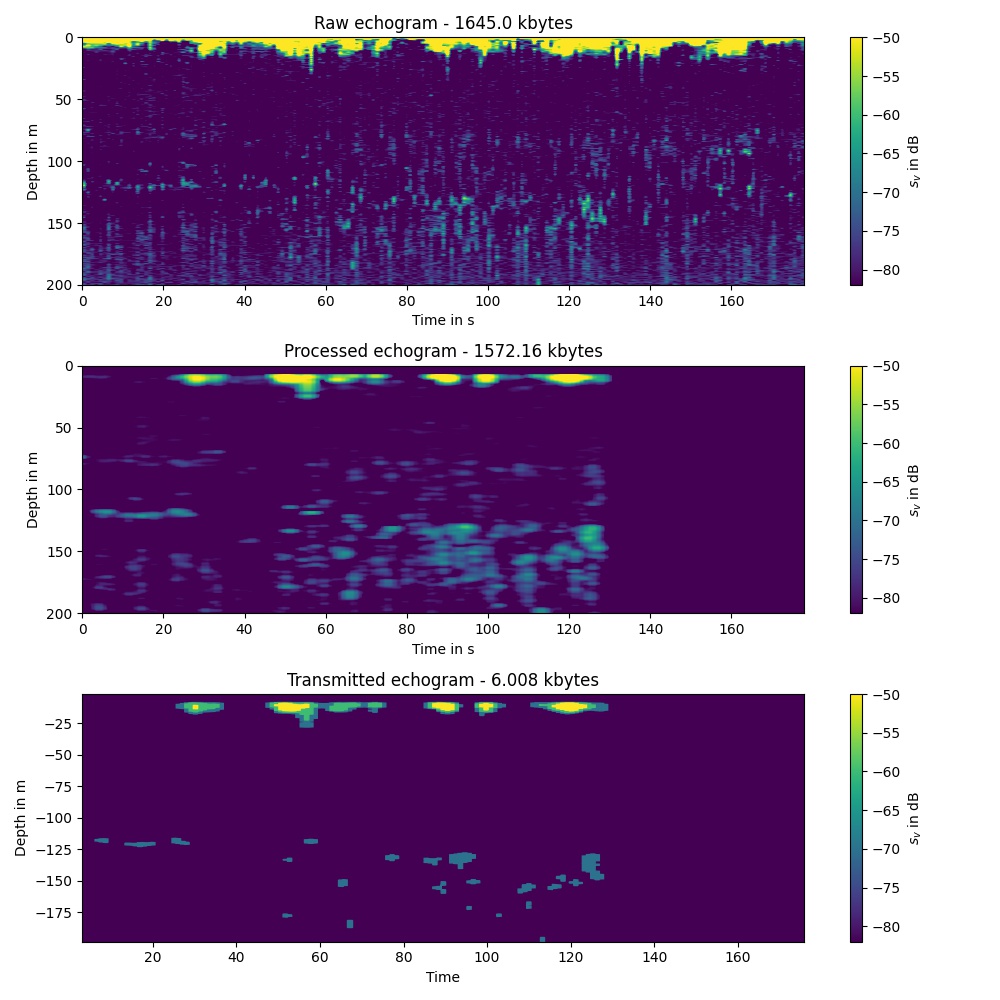 Raw echogram - 1645.0 kbytes
0
50
100
150
200
Depth in m
0 20 40 60 80 100 120 140 160
Time in s
−50
−55
−60
−65
−70
−75
−80
sᵥ in dB
Processed echogram - 1572.16 kbytes
0
50
100
150
200
Depth in m
0 20 40 60 80 100 120 140 160
Time in s
−50
−55
−60
−65
−70
−75
−80
sᵥ in dB
Transmitted echogram - 6.008 kbytes
−25
−50
−75
−100
−125
−150
−175
Depth in m
20 40 60 80 100 120 140 160
Time
−50
−55
−60
−65
−70
−75
−80
sᵥ in dB